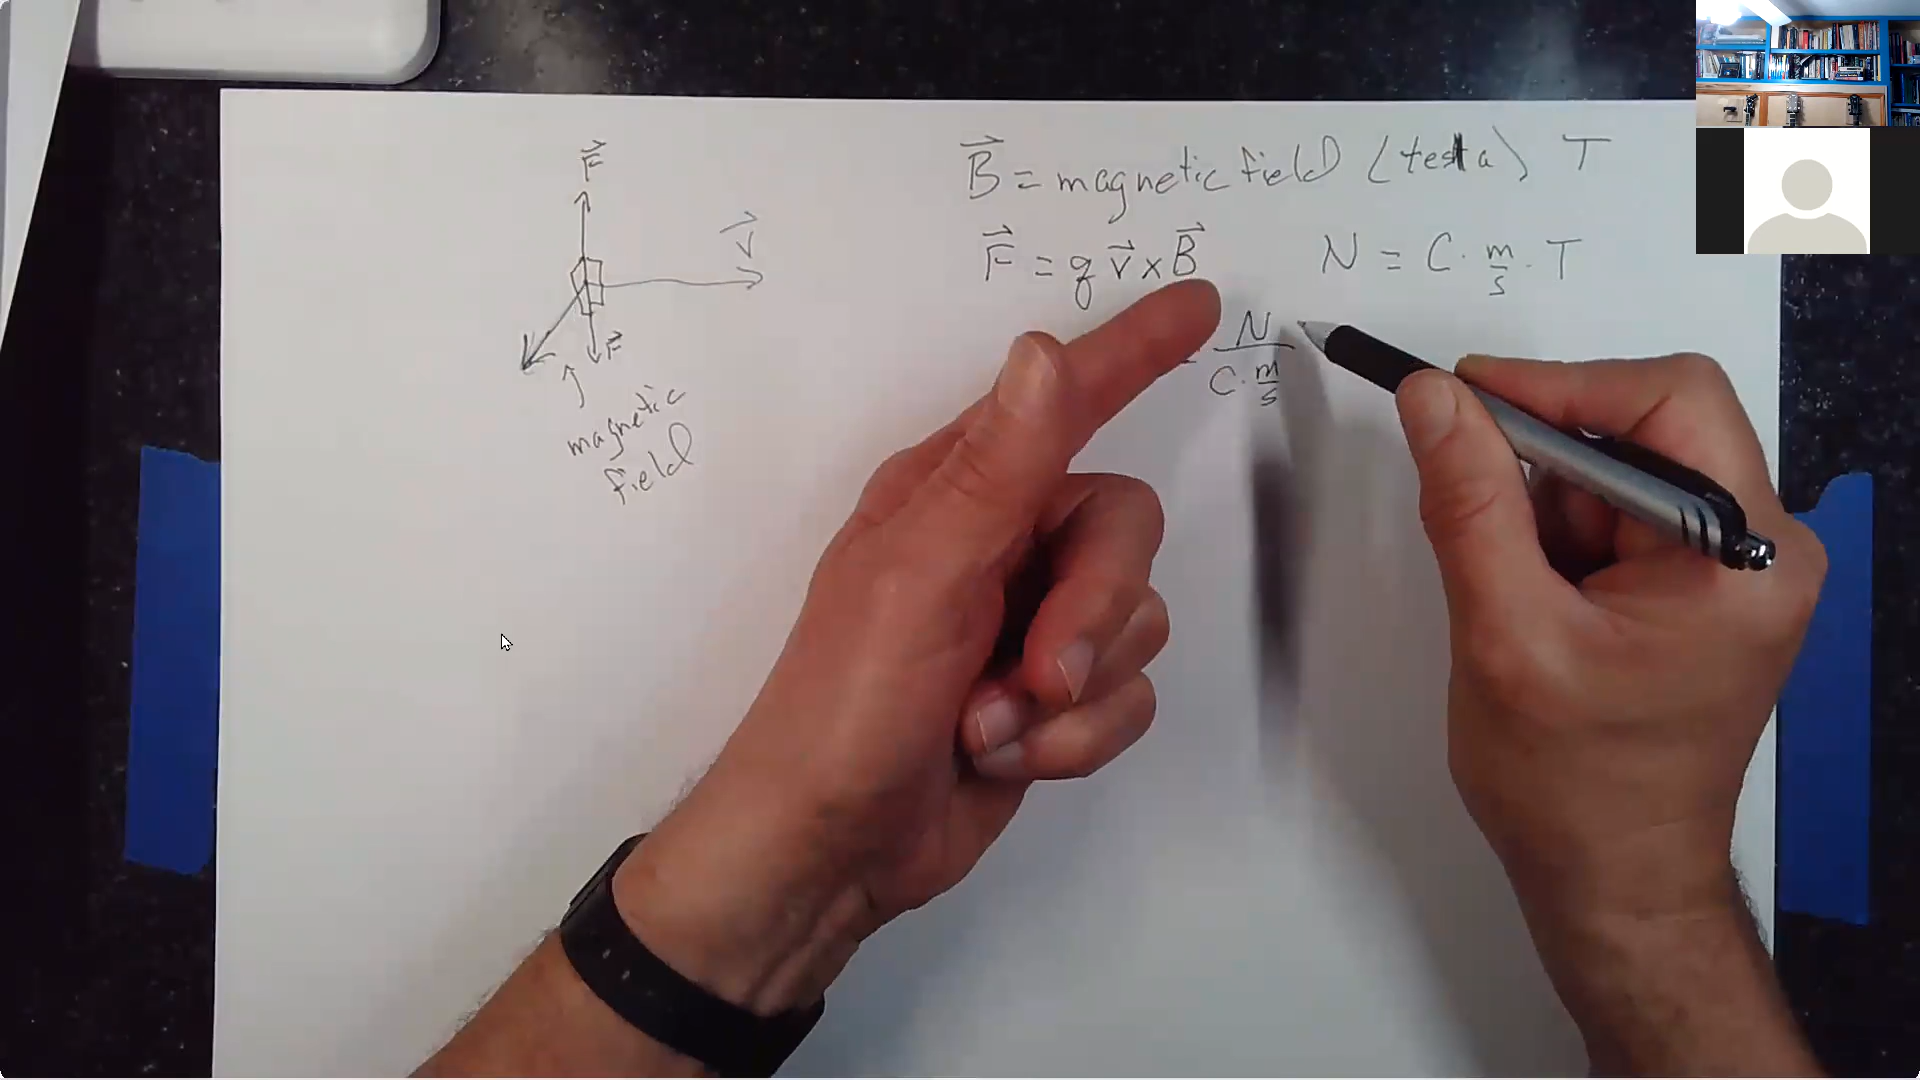 F⃗
v⃗
F⃗
magnetic
field
B⃗ = magnetic field (tesla) T
F⃗ = q v⃗ × B⃗ N = C · m/s · T
= N / (C · m/s)